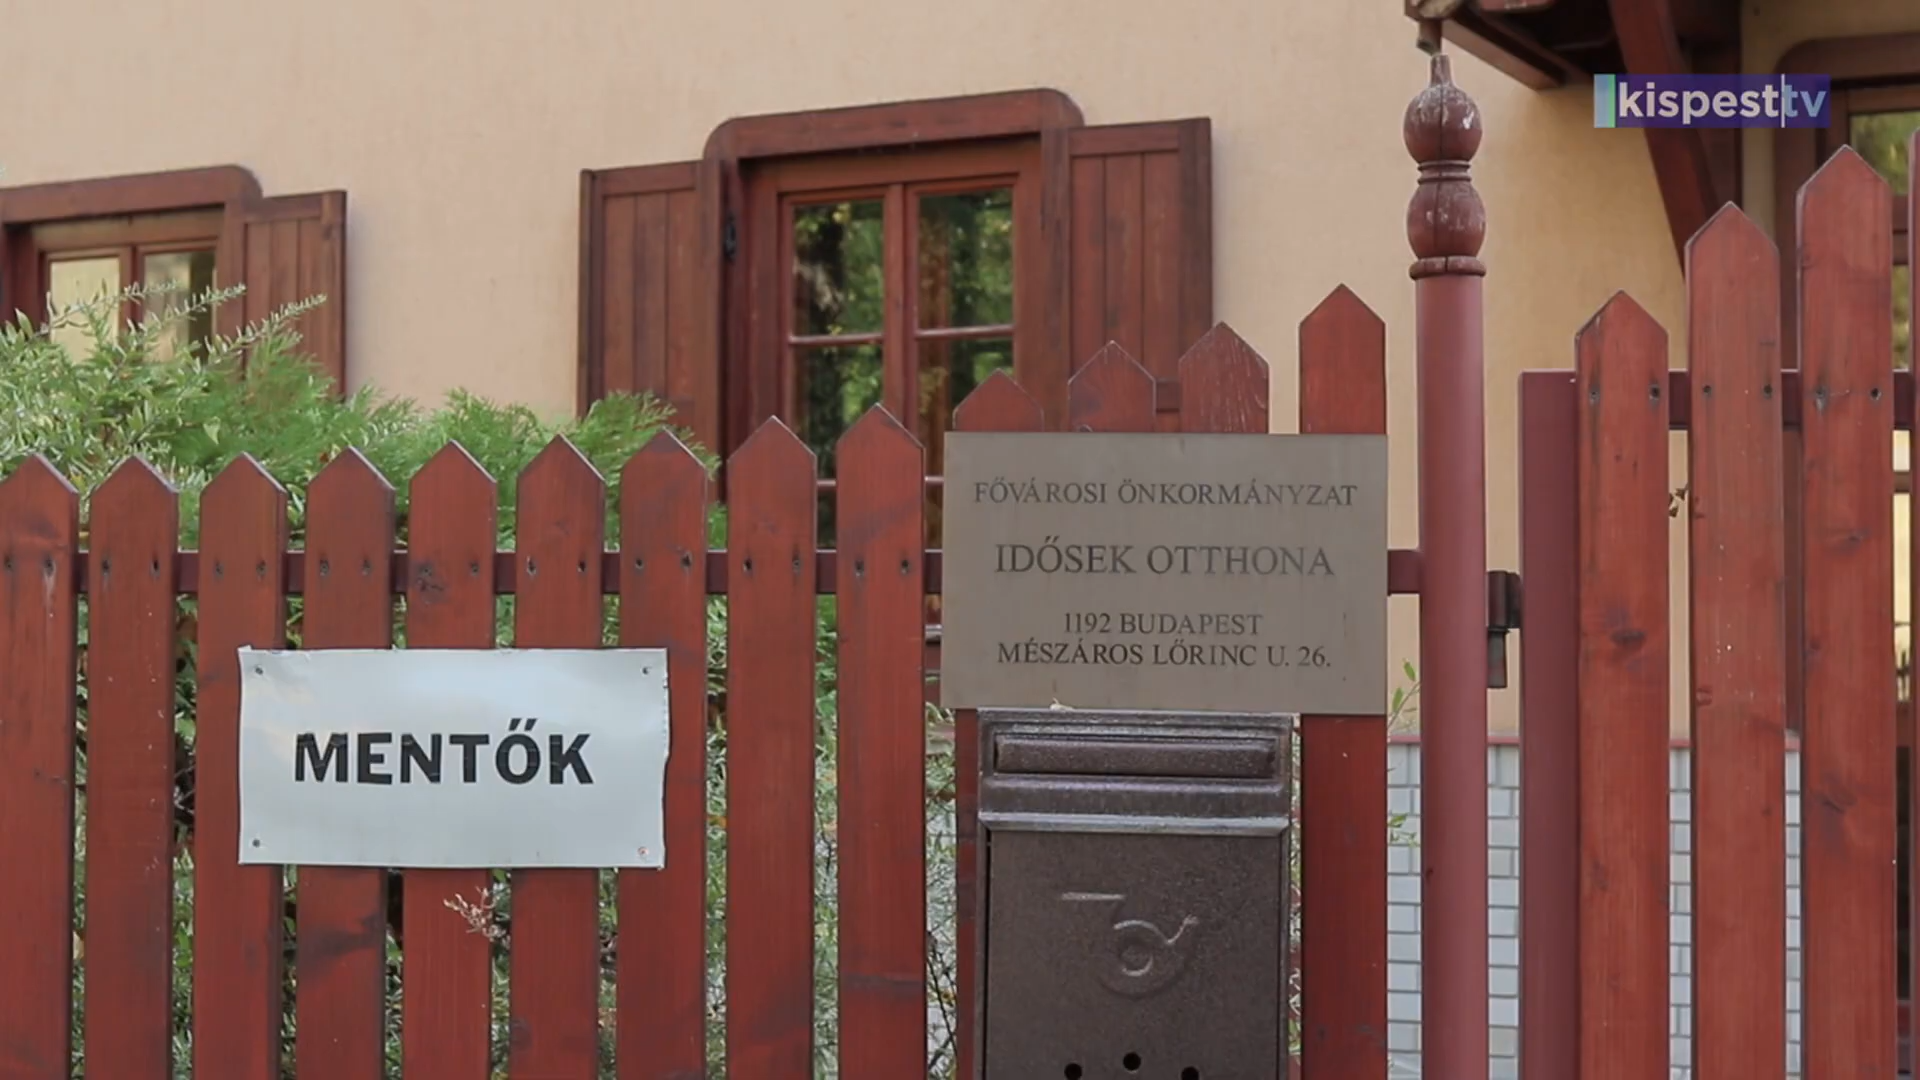 kispest tv
FŐVÁROSI ÖNKORMÁNYZAT
IDŐSEK OTTHONA
1192 BUDAPEST
MÉSZÁROS LŐRINC U. 26.
MENTŐK